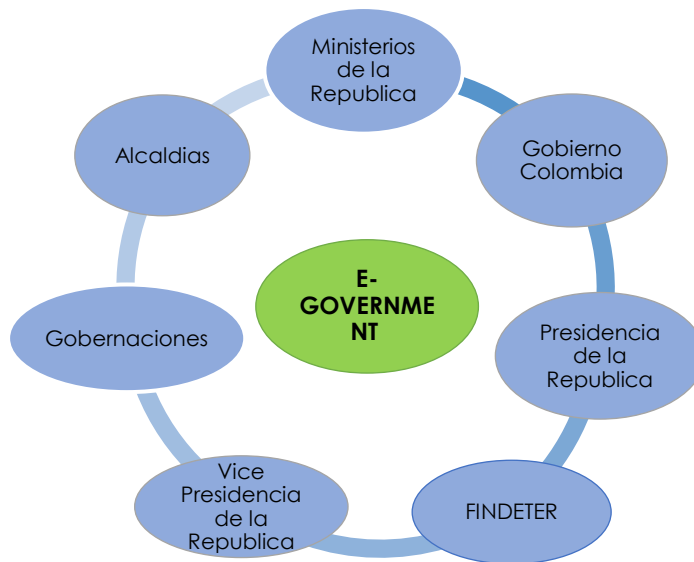 Ministerios
de la
Republica
Gobierno
Colombia
Presidencia
de la
Republica
FINDETER
Vice
Presidencia
de la
Republica
Gobernaciones
Alcaldias
E-
GOVERNME
NT